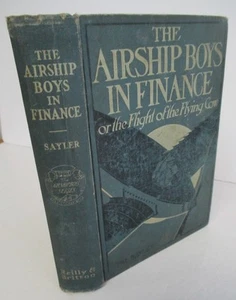 THE
AIRSHIP
BOYS
IN
FINANCE
SAYLER
Reilly &
Britton
THE
AIRSHIP BOYS
IN FINANCE
or the Flight of the Flying Cow